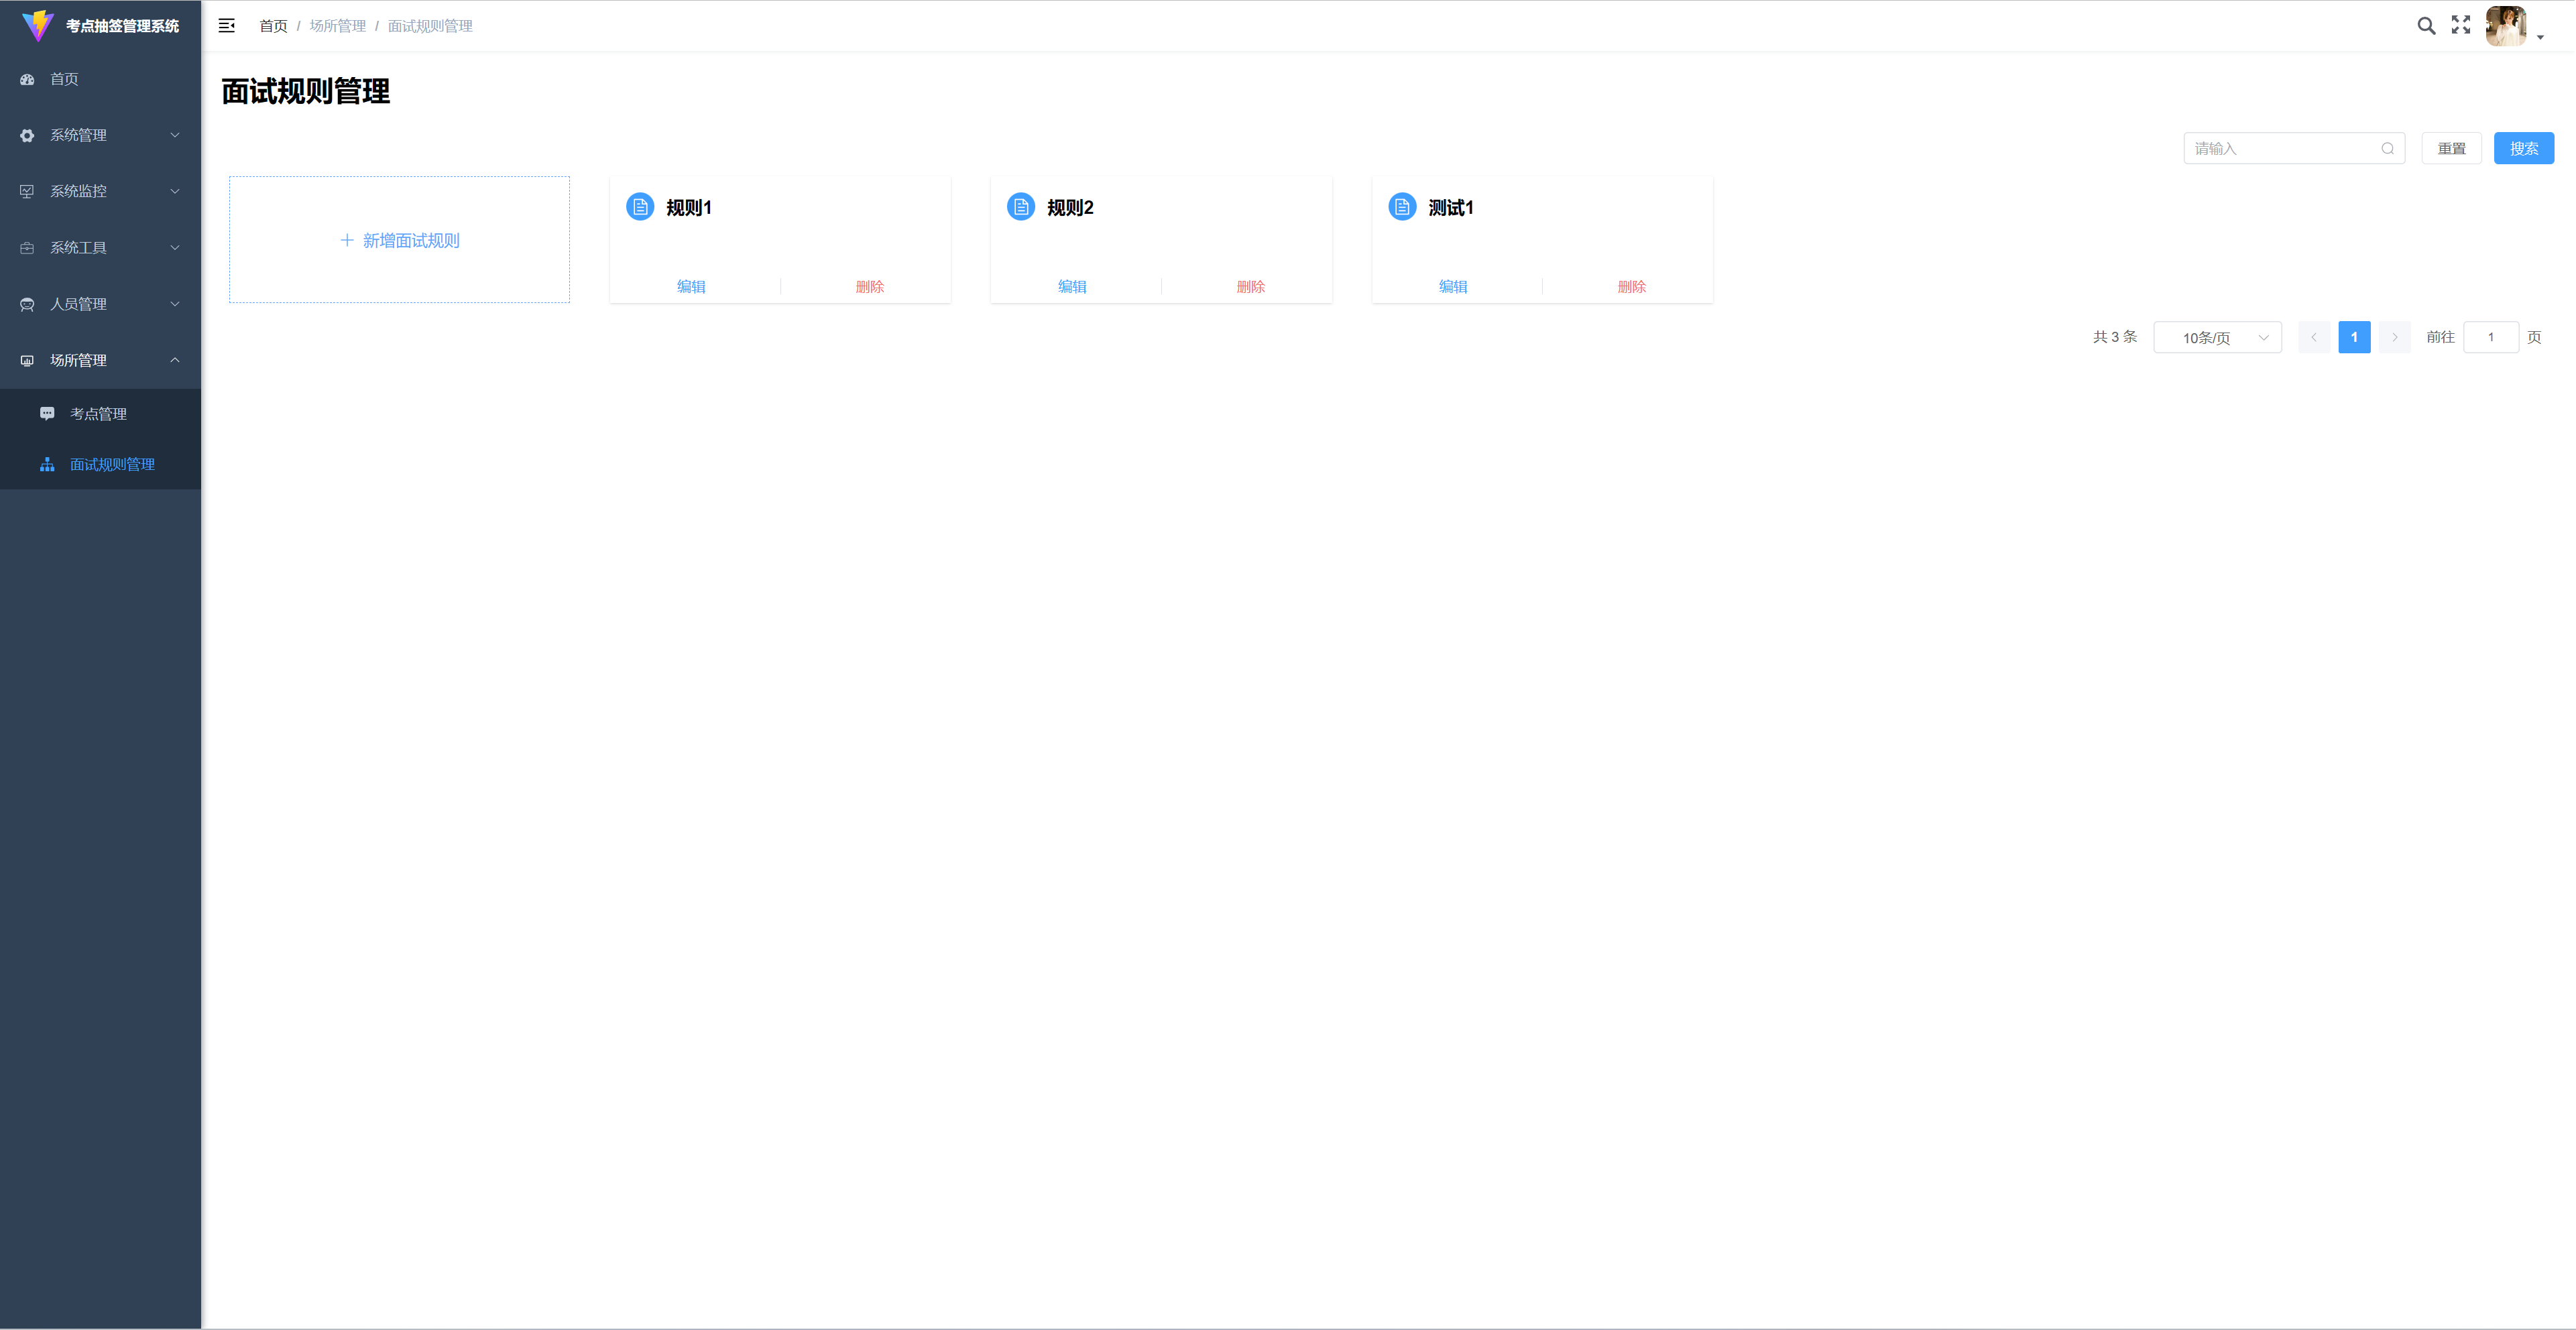 考点抽签管理系统
首页
系统管理
系统监控
系统工具
人员管理
场所管理
考点管理
面试规则管理
首页 / 场所管理 / 面试规则管理
面试规则管理
请输入
重置
搜索
新增面试规则
规则1
编辑
删除
规则2
编辑
删除
测试1
编辑
删除
共 3 条
10条/页
1
前往
1
页